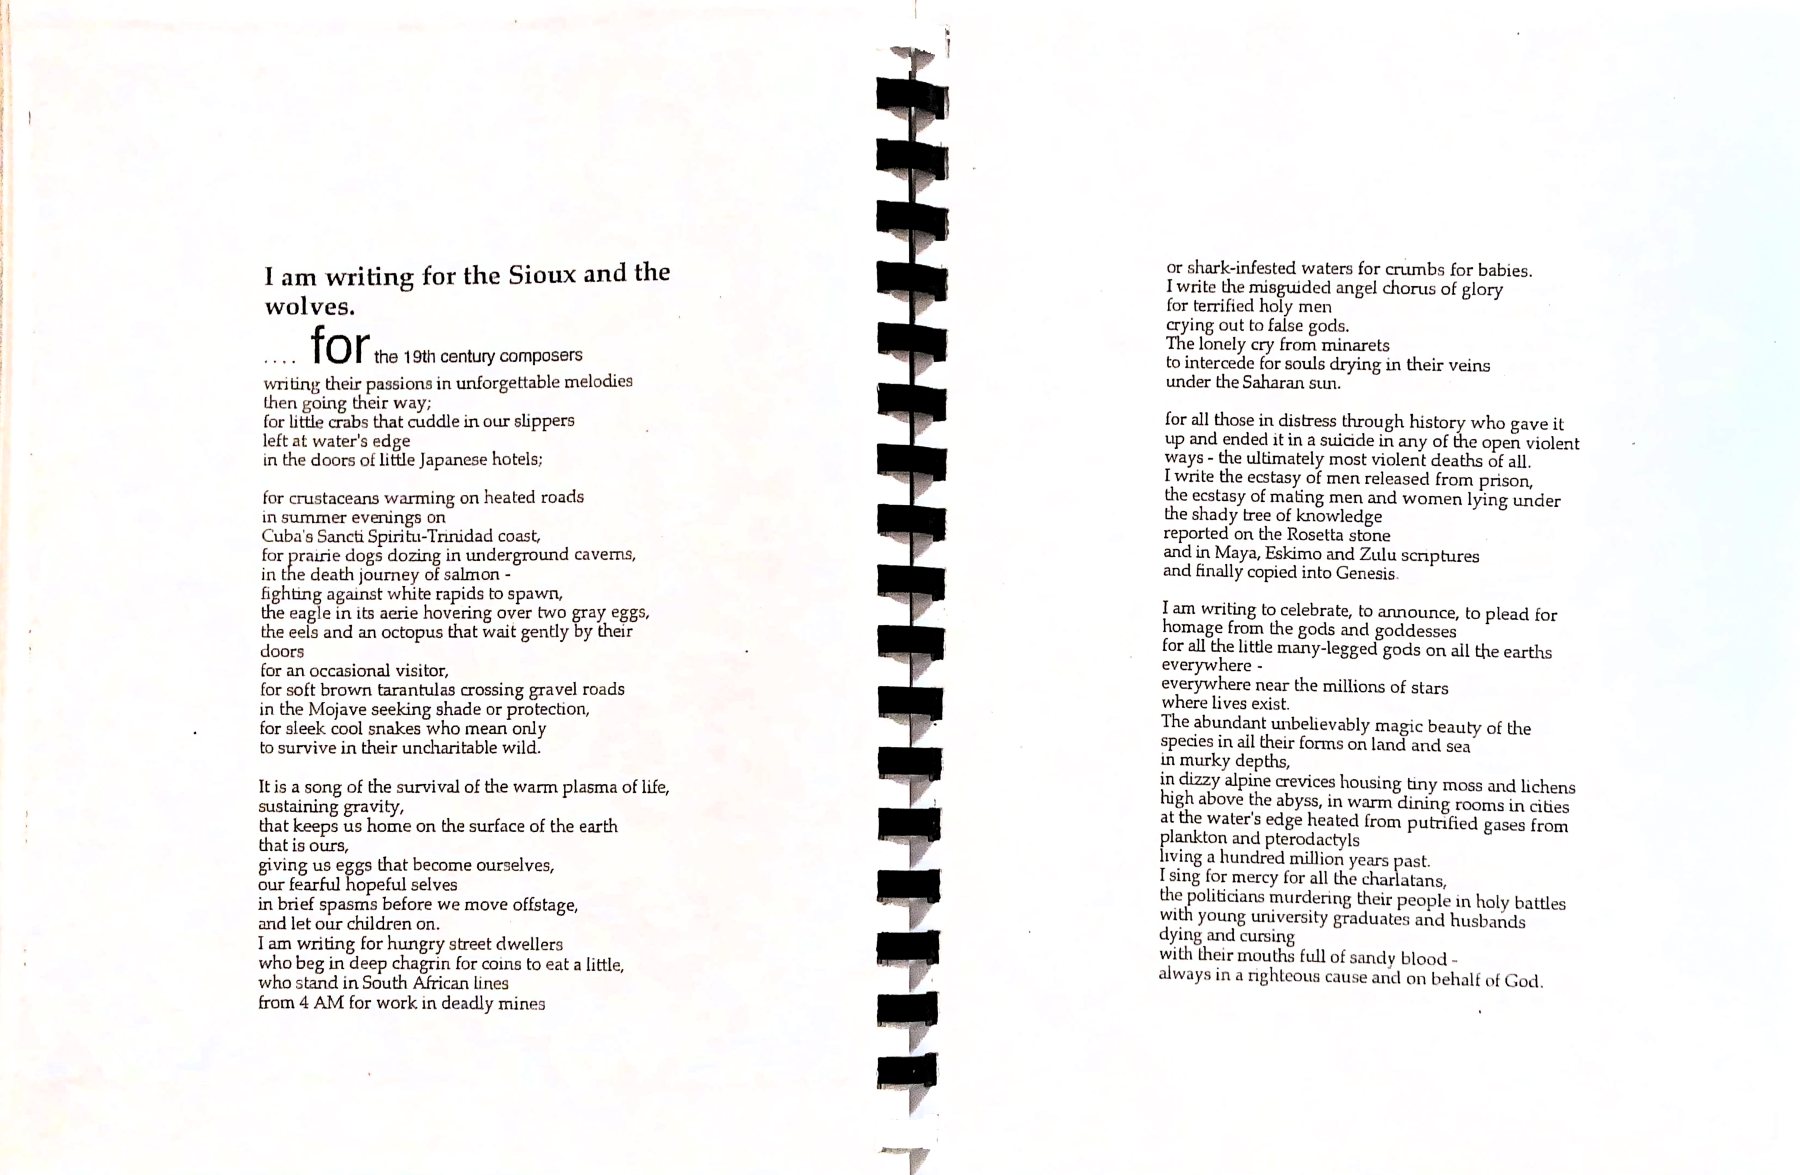 I am writing for the Sioux and the
wolves.
.... for the 19th century composers
writing their passions in unforgettable melodies
then going their way;
for little crabs that cuddle in our slippers
left at water's edge
in the doors of little Japanese hotels;
for crustaceans warming on heated roads
in summer evenings on
Cuba's Sancti Spiritu-Trinidad coast,
for prairie dogs dozing in underground caverns,
in the death journey of salmon -
fighting against white rapids to spawn,
the eagle in its aerie hovering over two gray eggs,
the eels and an octopus that wait gently by their
doors
for an occasional visitor,
for soft brown tarantulas crossing gravel roads
in the Mojave seeking shade or protection,
for sleek cool snakes who mean only
to survive in their uncharitable wild.
It is a song of the survival of the warm plasma of life,
sustaining gravity,
that keeps us home on the surface of the earth
that is ours,
giving us eggs that become ourselves,
our fearful hopeful selves
in brief spasms before we move offstage,
and let our children on.
I am writing for hungry street dwellers
who beg in deep chagrin for coins to eat a little,
who stand in South African lines
from 4 AM for work in deadly mines
or shark-infested waters for crumbs for babies.
I write the misguided angel chorus of glory
for terrified holy men
crying out to false gods.
The lonely cry from minarets
to intercede for souls drying in their veins
under the Saharan sun.
for all those in distress through history who gave it
up and ended it in a suicide in any of the open violent
ways - the ultimately most violent deaths of all.
I write the ecstasy of men released from prison,
the ecstasy of mating men and women lying under
the shady tree of knowledge
reported on the Rosetta stone
and in Maya, Eskimo and Zulu scriptures
and finally copied into Genesis.
I am writing to celebrate, to announce, to plead for
homage from the gods and goddesses
for all the little many-legged gods on all the earths
everywhere -
everywhere near the millions of stars
where lives exist.
The abundant unbelievably magic beauty of the
species in all their forms on land and sea
in murky depths,
in dizzy alpine crevices housing tiny moss and lichens
high above the abyss, in warm dining rooms in cities
at the water's edge heated from putrified gases from
plankton and pterodactyls
living a hundred million years past.
I sing for mercy for all the charlatans,
the politicians murdering their people in holy battles
with young university graduates and husbands
dying and cursing
with their mouths full of sandy blood -
always in a righteous cause and on behalf of God.